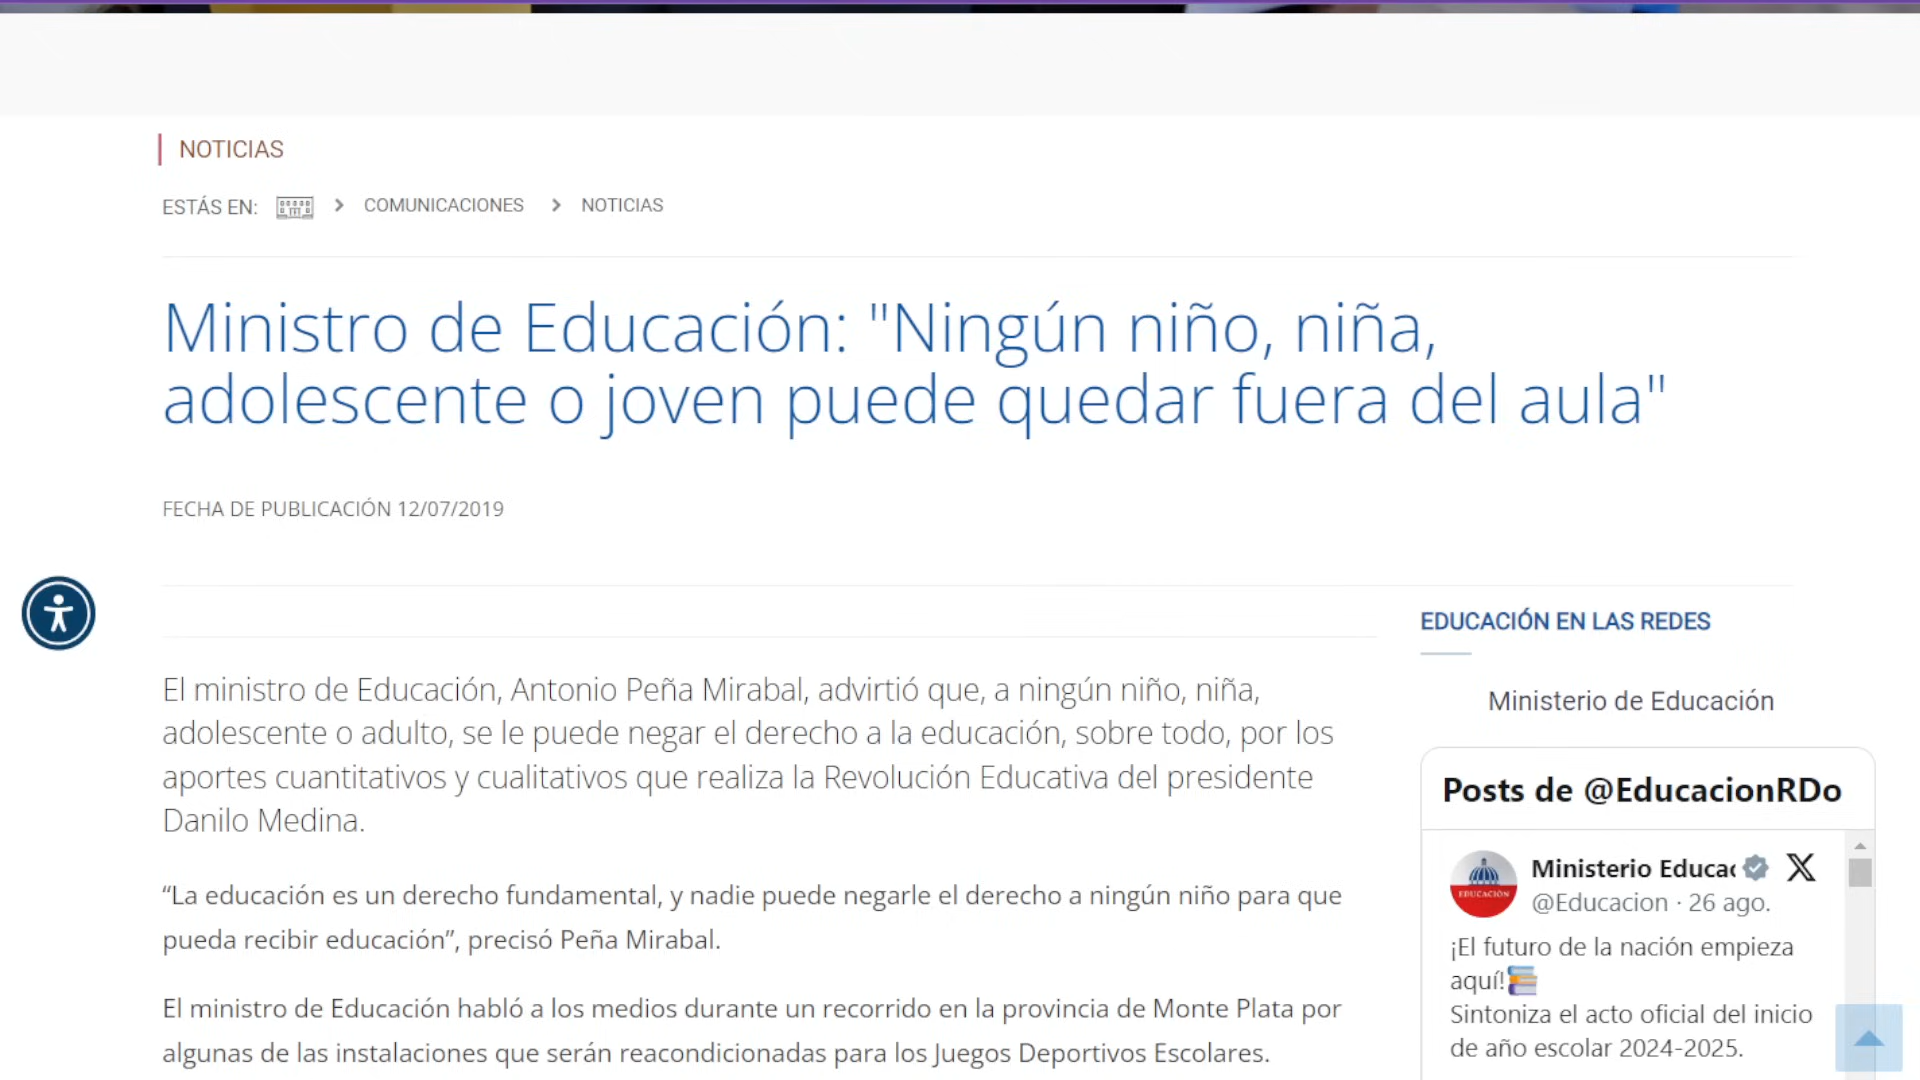 NOTICIAS
ESTÁS EN: > COMUNICACIONES > NOTICIAS
Ministro de Educación: "Ningún niño, niña,
adolescente o joven puede quedar fuera del aula"
FECHA DE PUBLICACIÓN 12/07/2019
El ministro de Educación, Antonio Peña Mirabal, advirtió que, a ningún niño, niña,
adolescente o adulto, se le puede negar el derecho a la educación, sobre todo, por los
aportes cuantitativos y cualitativos que realiza la Revolución Educativa del presidente
Danilo Medina.
“La educación es un derecho fundamental, y nadie puede negarle el derecho a ningún niño para que
pueda recibir educación”, precisó Peña Mirabal.
El ministro de Educación habló a los medios durante un recorrido en la provincia de Monte Plata por
algunas de las instalaciones que serán reacondicionadas para los Juegos Deportivos Escolares.
EDUCACIÓN EN LAS REDES
Ministerio de Educación
Posts de @EducacionRDo
EDUCACIÓN
Ministerio Educac
@Educacion · 26 ago.
¡El futuro de la nación empieza
aquí!
Sintoniza el acto oficial del inicio
de año escolar 2024-2025.